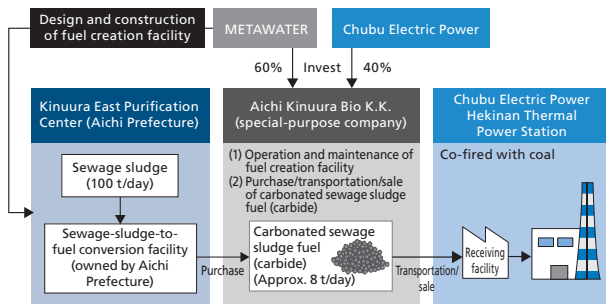 Design and construction
of fuel creation facility
METAWATER
Chubu Electric Power
60%
Invest
40%
Kinuura East Purification
Center (Aichi Prefecture)
Aichi Kinuura Bio K.K.
(special-purpose company)
Chubu Electric Power
Hekinan Thermal
Power Station
Sewage sludge
(100 t/day)
Sewage-sludge-to-
fuel conversion facility
(owned by Aichi
Prefecture)
Purchase
(1) Operation and maintenance of
fuel creation facility
(2) Purchase/transportation/sale
of carbonated sewage sludge
fuel (carbide)
Carbonated sewage
sludge fuel
(carbide)
(Approx. 8 t/day)
Transportation/
sale
Co-fired with coal
Receiving
facility